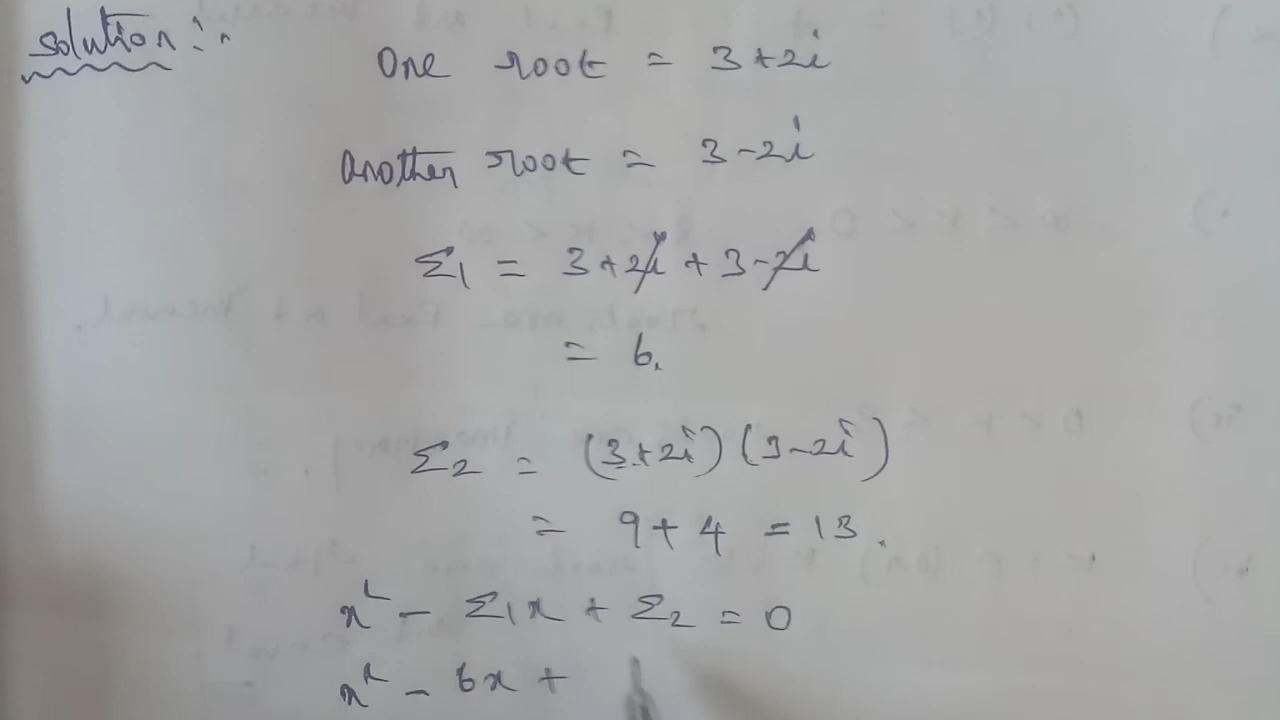 Solution :-
One root = 3+2i
Another root = 3-2i
Σ1 = 3+2i + 3-2i
= 6.
Σ2 = (3+2i) (3-2i)
= 9+4 = 13.
x² - Σ1x + Σ2 = 0
x² - 6x +